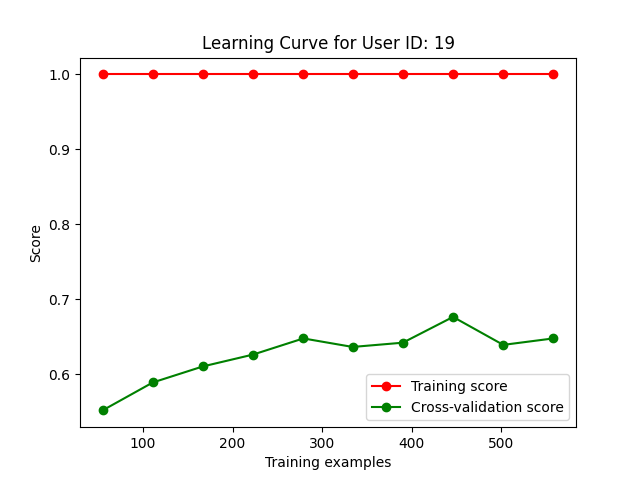 Learning Curve for User ID: 19
1.0
0.9
0.8
0.7
0.6
Score
100
200
300
400
500
Training examples
Training score
Cross-validation score